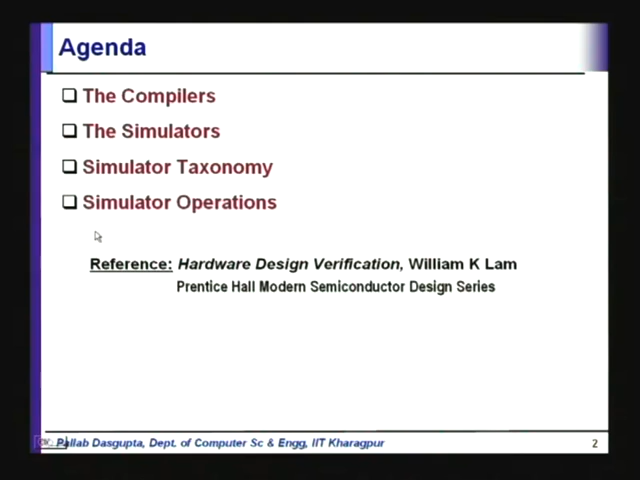 Agenda
The Compilers
The Simulators
Simulator Taxonomy
Simulator Operations
Reference: Hardware Design Verification, William K Lam
Prentice Hall Modern Semiconductor Design Series
Pallab Dasgupta, Dept. of Computer Sc & Engg, IIT Kharagpur
2